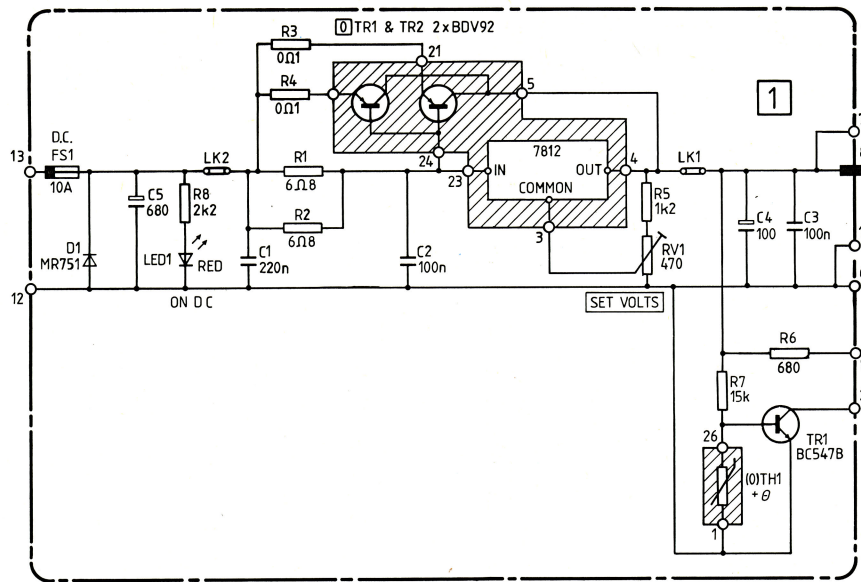 0 TR1 & TR2 2xBDV92
R3
0Ω1
21
R4
0Ω1
5
1
D.C.
FS1
10A
13
LK2
R1
6Ω8
24
23
IN
7812
OUT
COMMON
4
LK1
3
C5
680
R8
2k2
R2
6Ω8
R5
1k2
RV1
470
C4
100
C3
100n
D1
MR751
LED1
RED
C1
220n
C2
100n
12
ON DC
SET VOLTS
R6
680
R7
15k
26
TR1
BC547B
(0)TH1
+θ
1